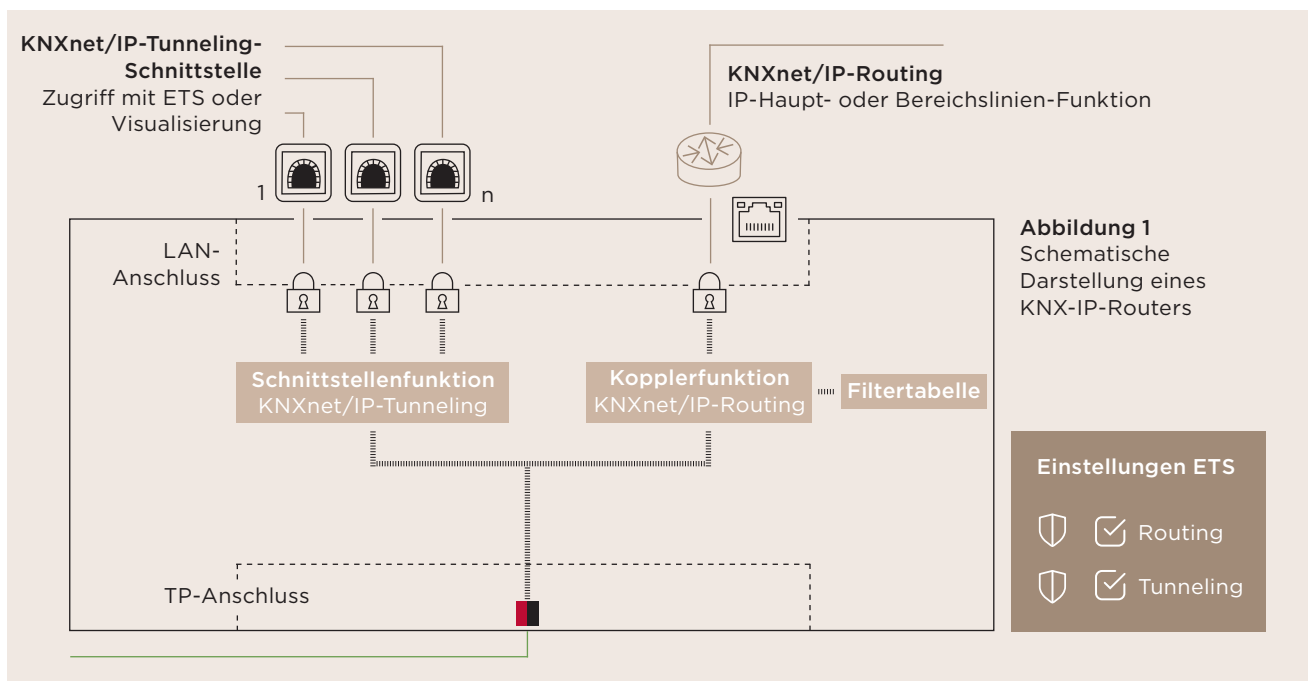 KNXnet/IP-Tunneling-
Schnittstelle
Zugriff mit ETS oder
Visualisierung
KNXnet/IP-Routing
IP-Haupt- oder Bereichslinien-Funktion
1
n
LAN-
Anschluss
Abbildung 1
Schematische
Darstellung eines
KNX-IP-Routers
Schnittstellenfunktion
KNXnet/IP-Tunneling
Kopplerfunktion
KNXnet/IP-Routing
Filtertabelle
Einstellungen ETS
Routing
Tunneling
TP-Anschluss